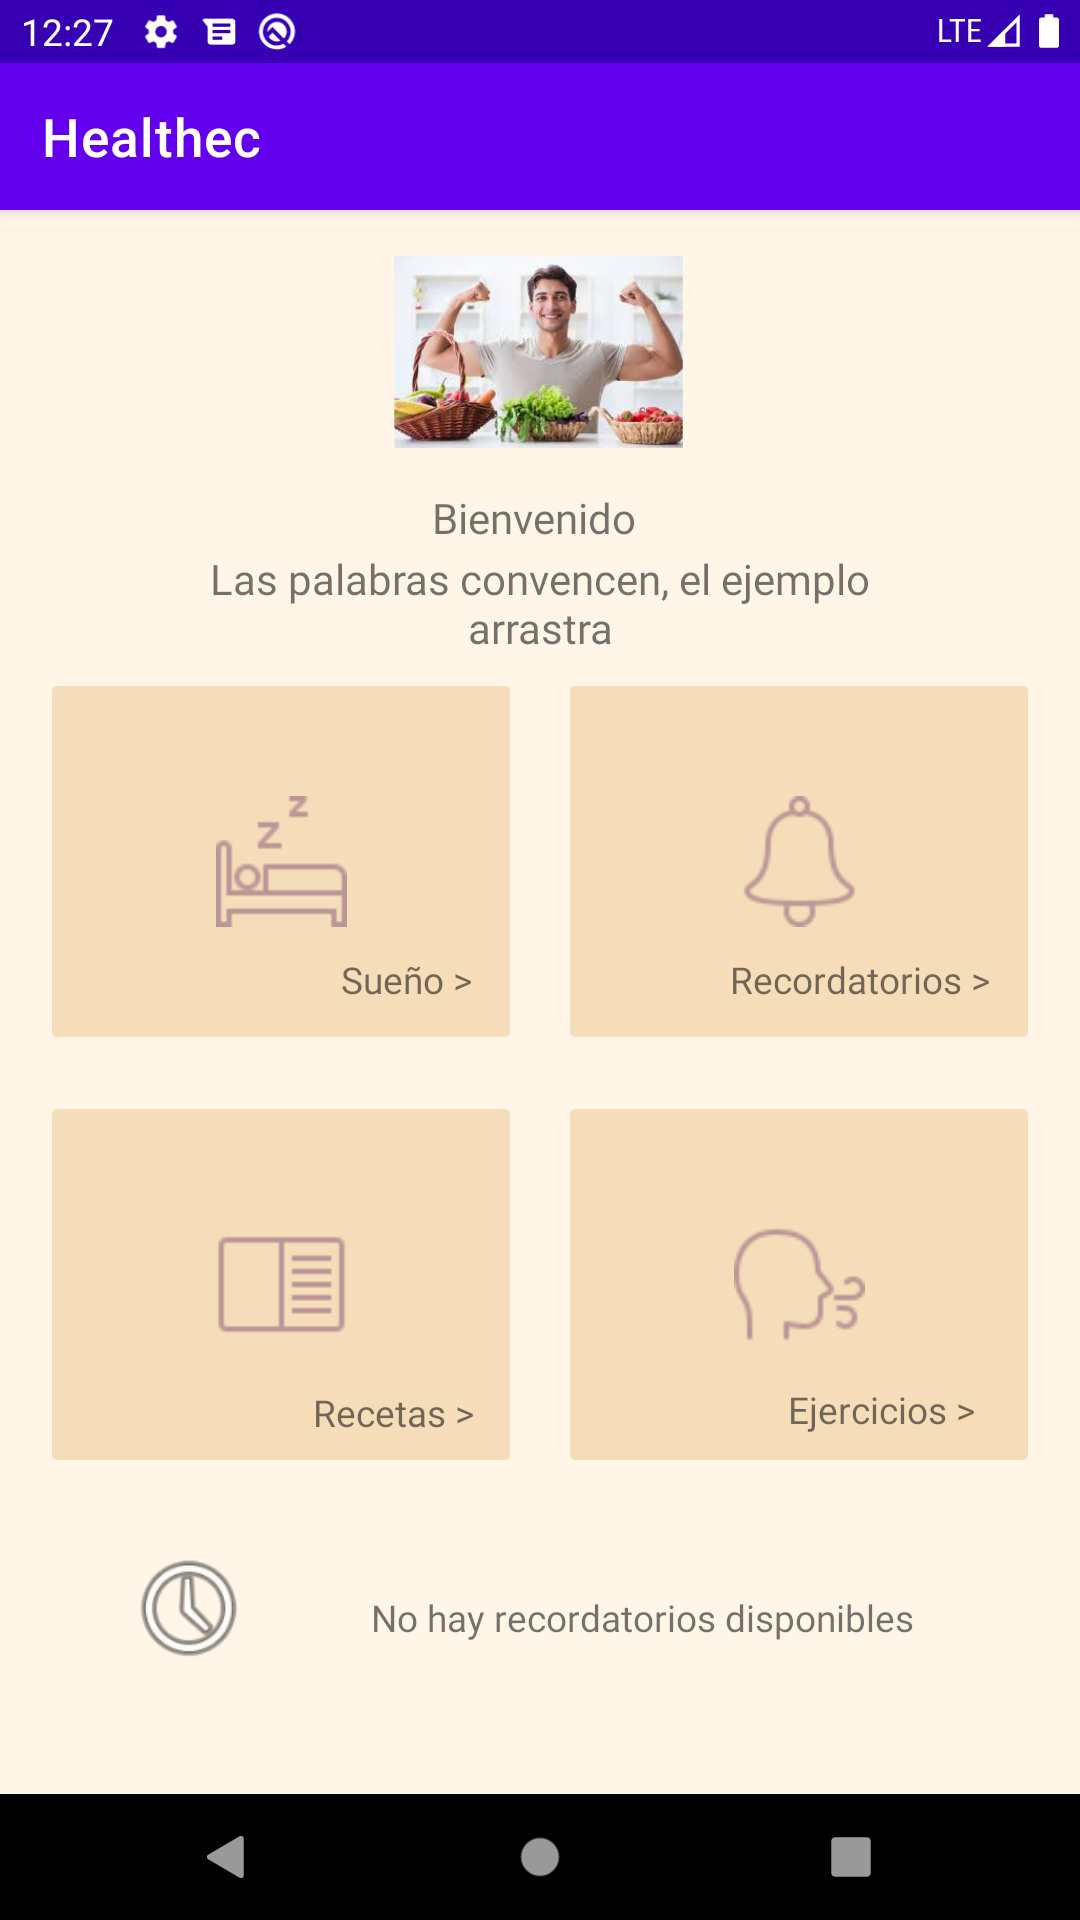 12:27
LTE
Healthec
Bienvenido
Las palabras convencen, el ejemplo
arrastra
Sueño >
Recordatorios >
Recetas >
Ejercicios >
No hay recordatorios disponibles